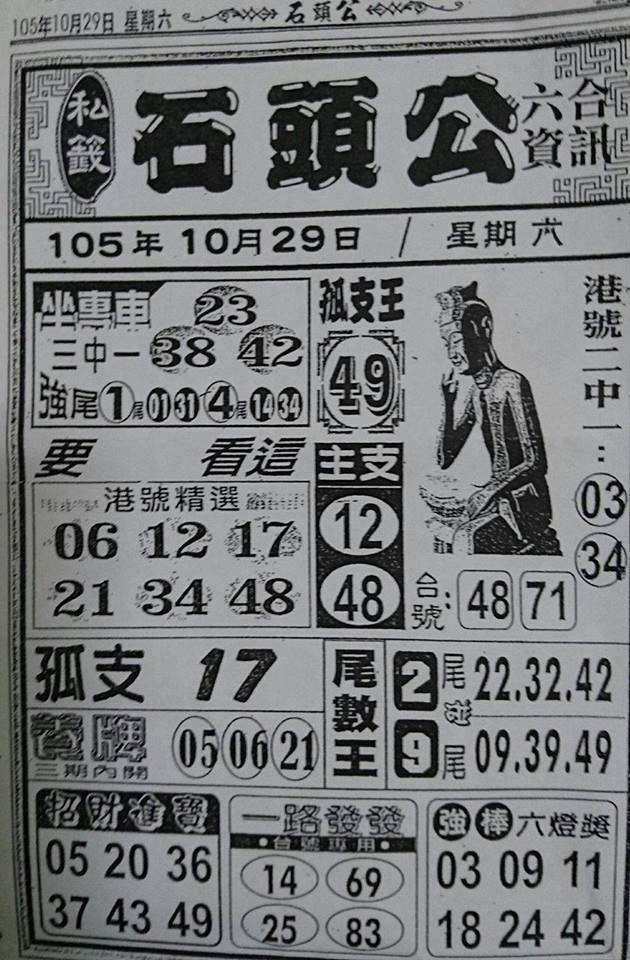 105年10月29日 星期六 石頭公
私籤
石頭公
六合
資訊
105年10月29日 / 星期六
坐專車
23
三中一 38 42
強尾 1尾 01 31 4尾 14 34
孤支王
49
港號二中一:
03
34
要看這
港號精選
06 12 17
21 34 48
主支
12
48
台號: 48 71
孤支 17
養牌
三期內開
05 06 21
尾數王
2尾 22.32.42
碰
9尾 09.39.49
招財進寶
05 20 36
37 43 49
一路發發
•台號專用•
14 69
25 83
強棒六燈獎
03 09 11
18 24 42